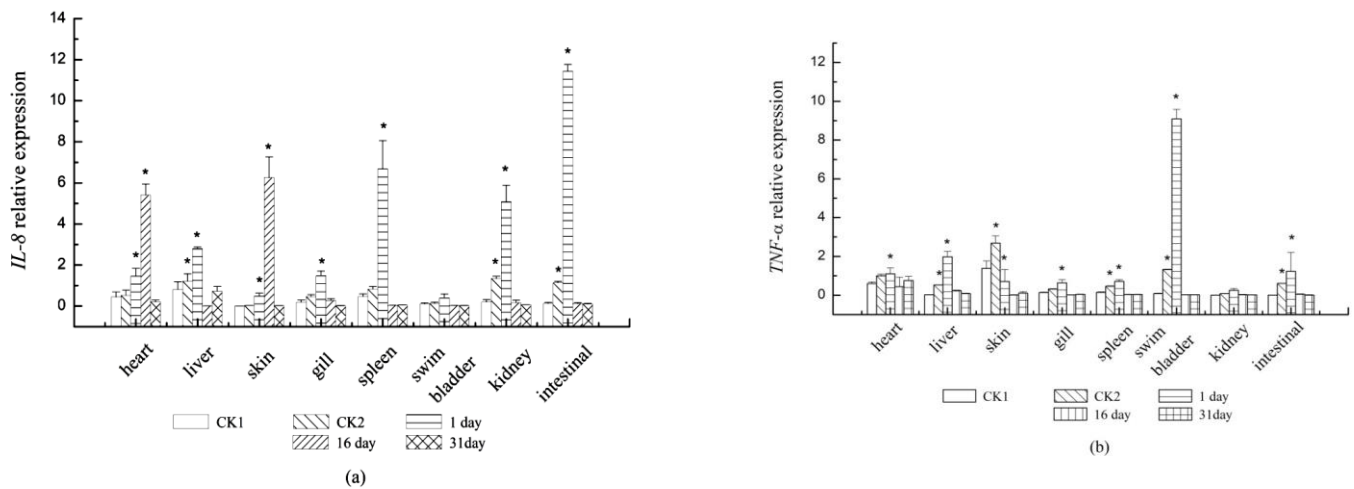 14
12
10
8
6
4
2
0
IL-8 relative expression
* * * * * * * * * * * *
heart liver skin gill spleen swim bladder kidney intestinal
CK1 CK2 1 day
16 day 31day
(a)
12
10
8
6
4
2
0
TNF-α relative expression
* * * * * * * * * * * *
heart liver skin gill spleen swim bladder kidney intestinal
CK1 CK2 1 day
16 day 31 day
(b)